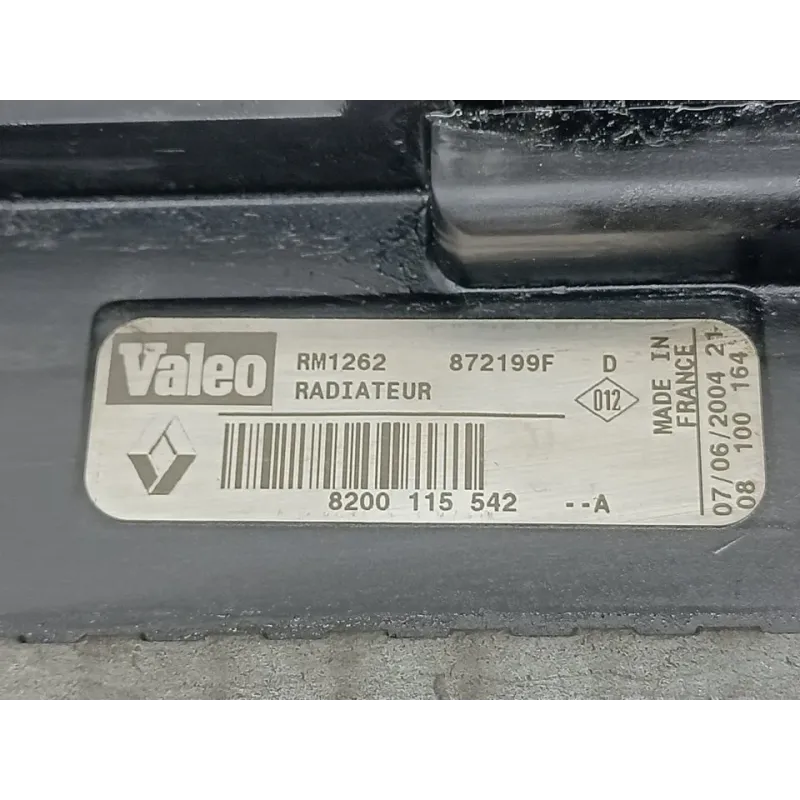 Valeo
RM1262 872199F D
RADIATEUR
012
8200 115 542 --A
MADE IN
FRANCE
07/06/2004 21
08 100 164